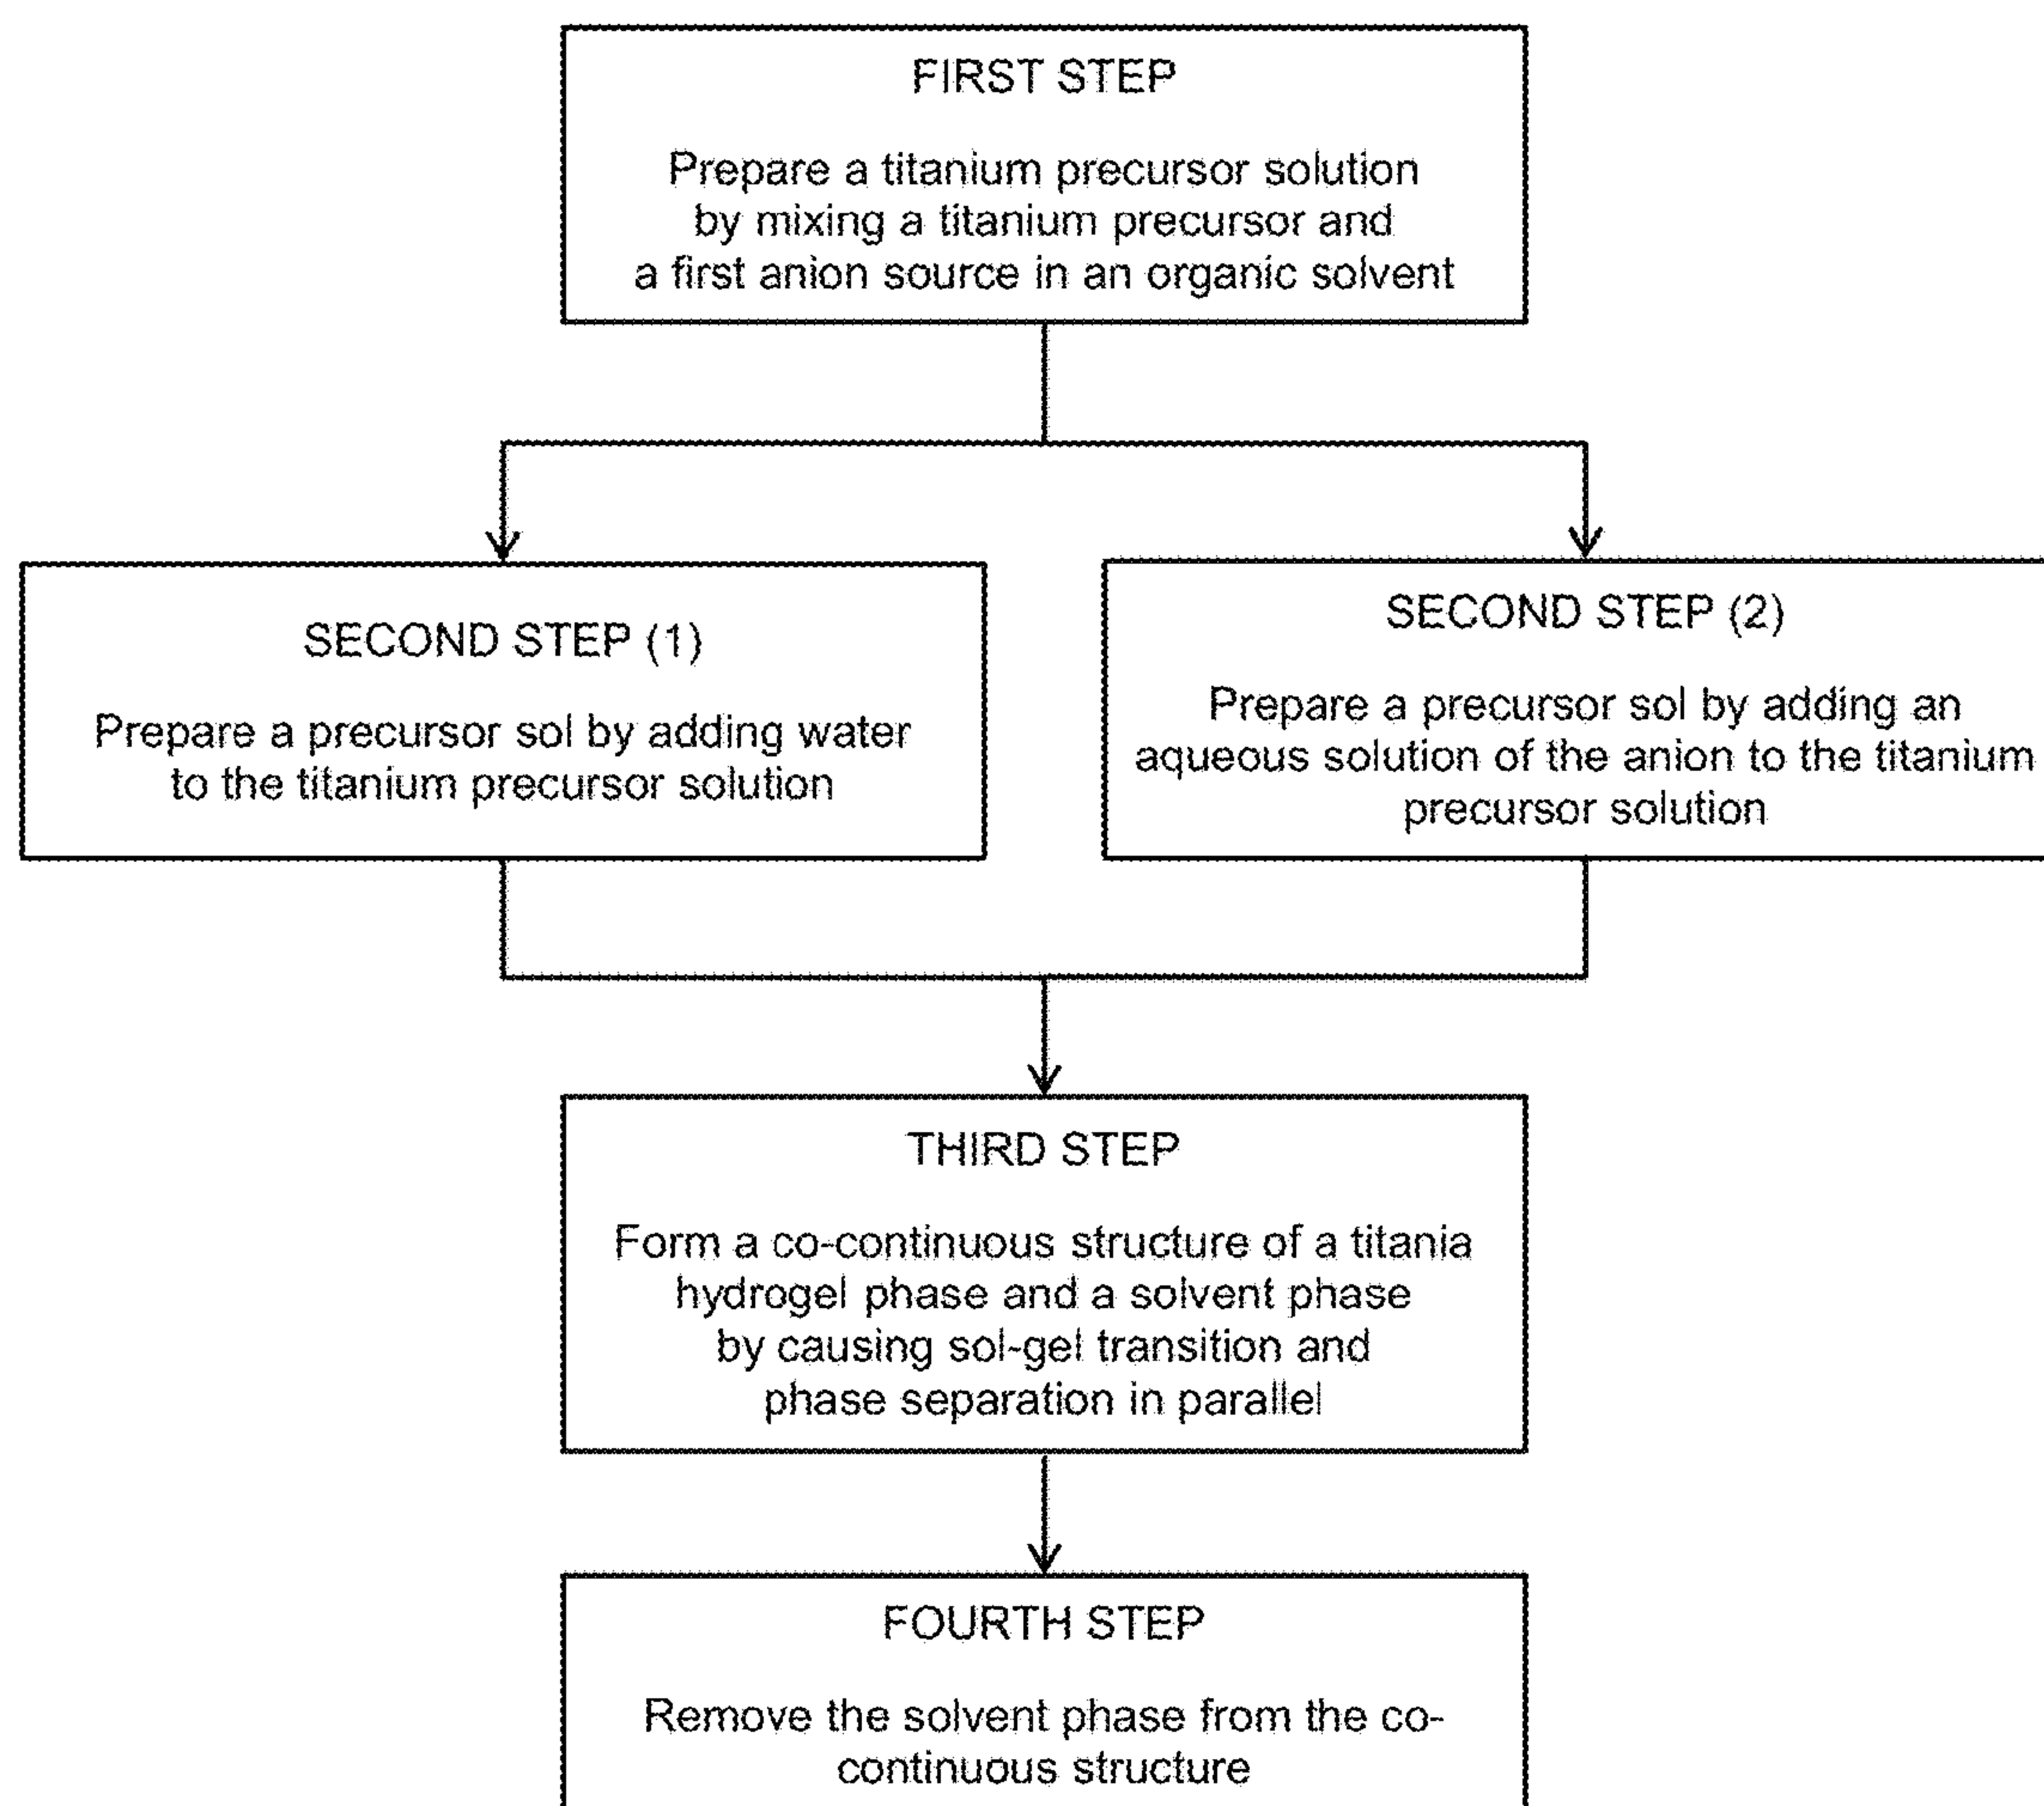 FIRST STEP
Prepare a titanium precursor solution
by mixing a titanium precursor and
a first anion source in an organic solvent
SECOND STEP (1)
Prepare a precursor sol by adding water
to the titanium precursor solution
SECOND STEP (2)
Prepare a precursor sol by adding an
aqueous solution of the anion to the titanium
precursor solution
THIRD STEP
Form a co-continuous structure of a titania
hydrogel phase and a solvent phase
by causing sol-gel transition and
phase separation in parallel
FOURTH STEP
Remove the solvent phase from the co-
continuous structure